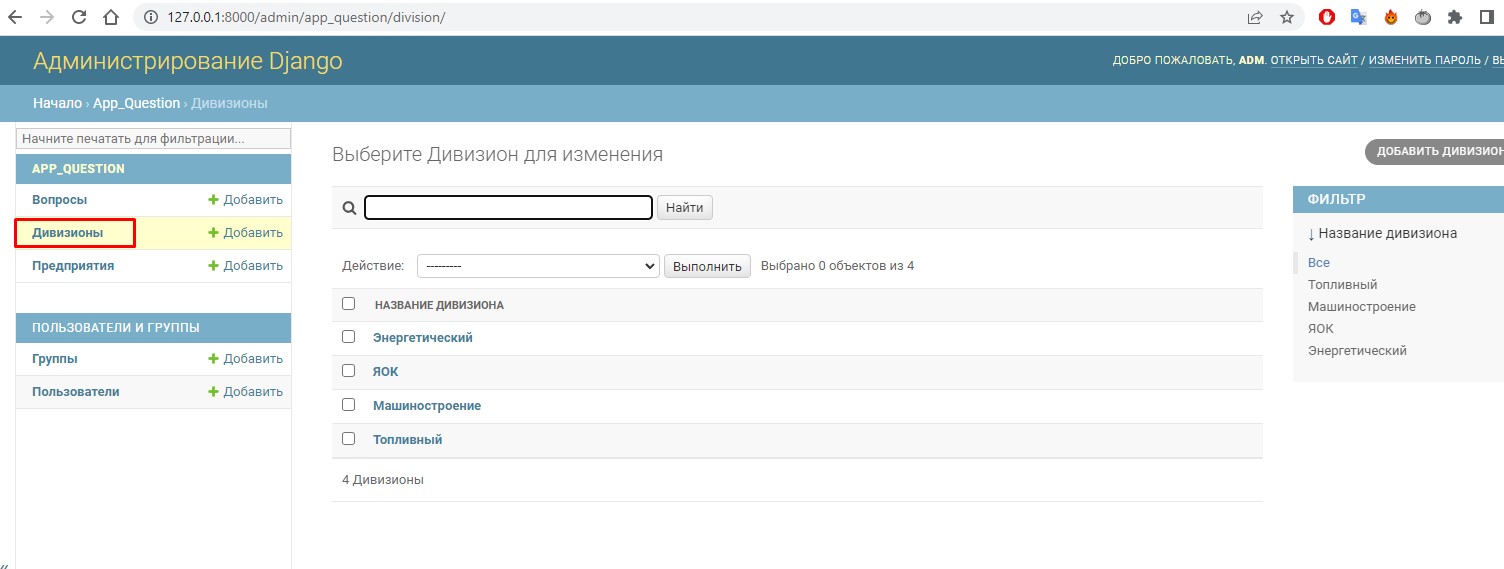 127.0.0.1:8000/admin/app_question/division/
Администрирование Django
ДОБРО ПОЖАЛОВАТЬ, ADM. ОТКРЫТЬ САЙТ / ИЗМЕНИТЬ ПАРОЛЬ / ВЫ
Начало › App_Question › Дивизионы
Начните печатать для фильтрации...
APP_QUESTION
Вопросы + Добавить
Дивизионы + Добавить
Предприятия + Добавить
ПОЛЬЗОВАТЕЛИ И ГРУППЫ
Группы + Добавить
Пользователи + Добавить
«
Выберите Дивизион для изменения
ДОБАВИТЬ ДИВИЗИОН
Найти
Действие: --------- Выполнить Выбрано 0 объектов из 4
НАЗВАНИЕ ДИВИЗИОНА
Энергетический
ЯОК
Машиностроение
Топливный
4 Дивизионы
ФИЛЬТР
↓ Название дивизиона
Все
Топливный
Машиностроение
ЯОК
Энергетический